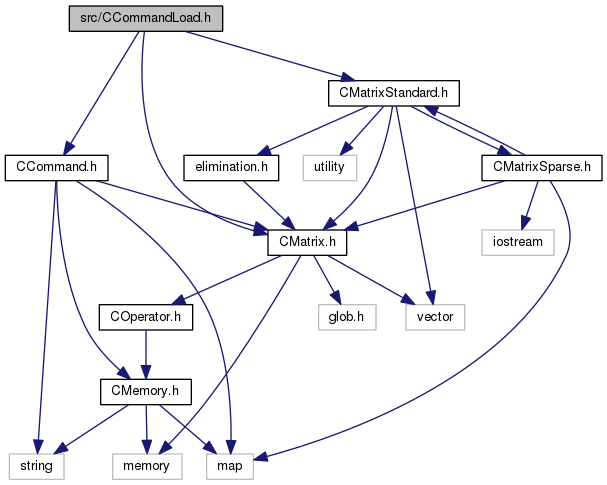 src/CCommandLoad.h
CMatrixStandard.h
CCommand.h
elimination.h
utility
CMatrixSparse.h
CMatrix.h
iostream
COperator.h
glob.h
vector
CMemory.h
string
memory
map